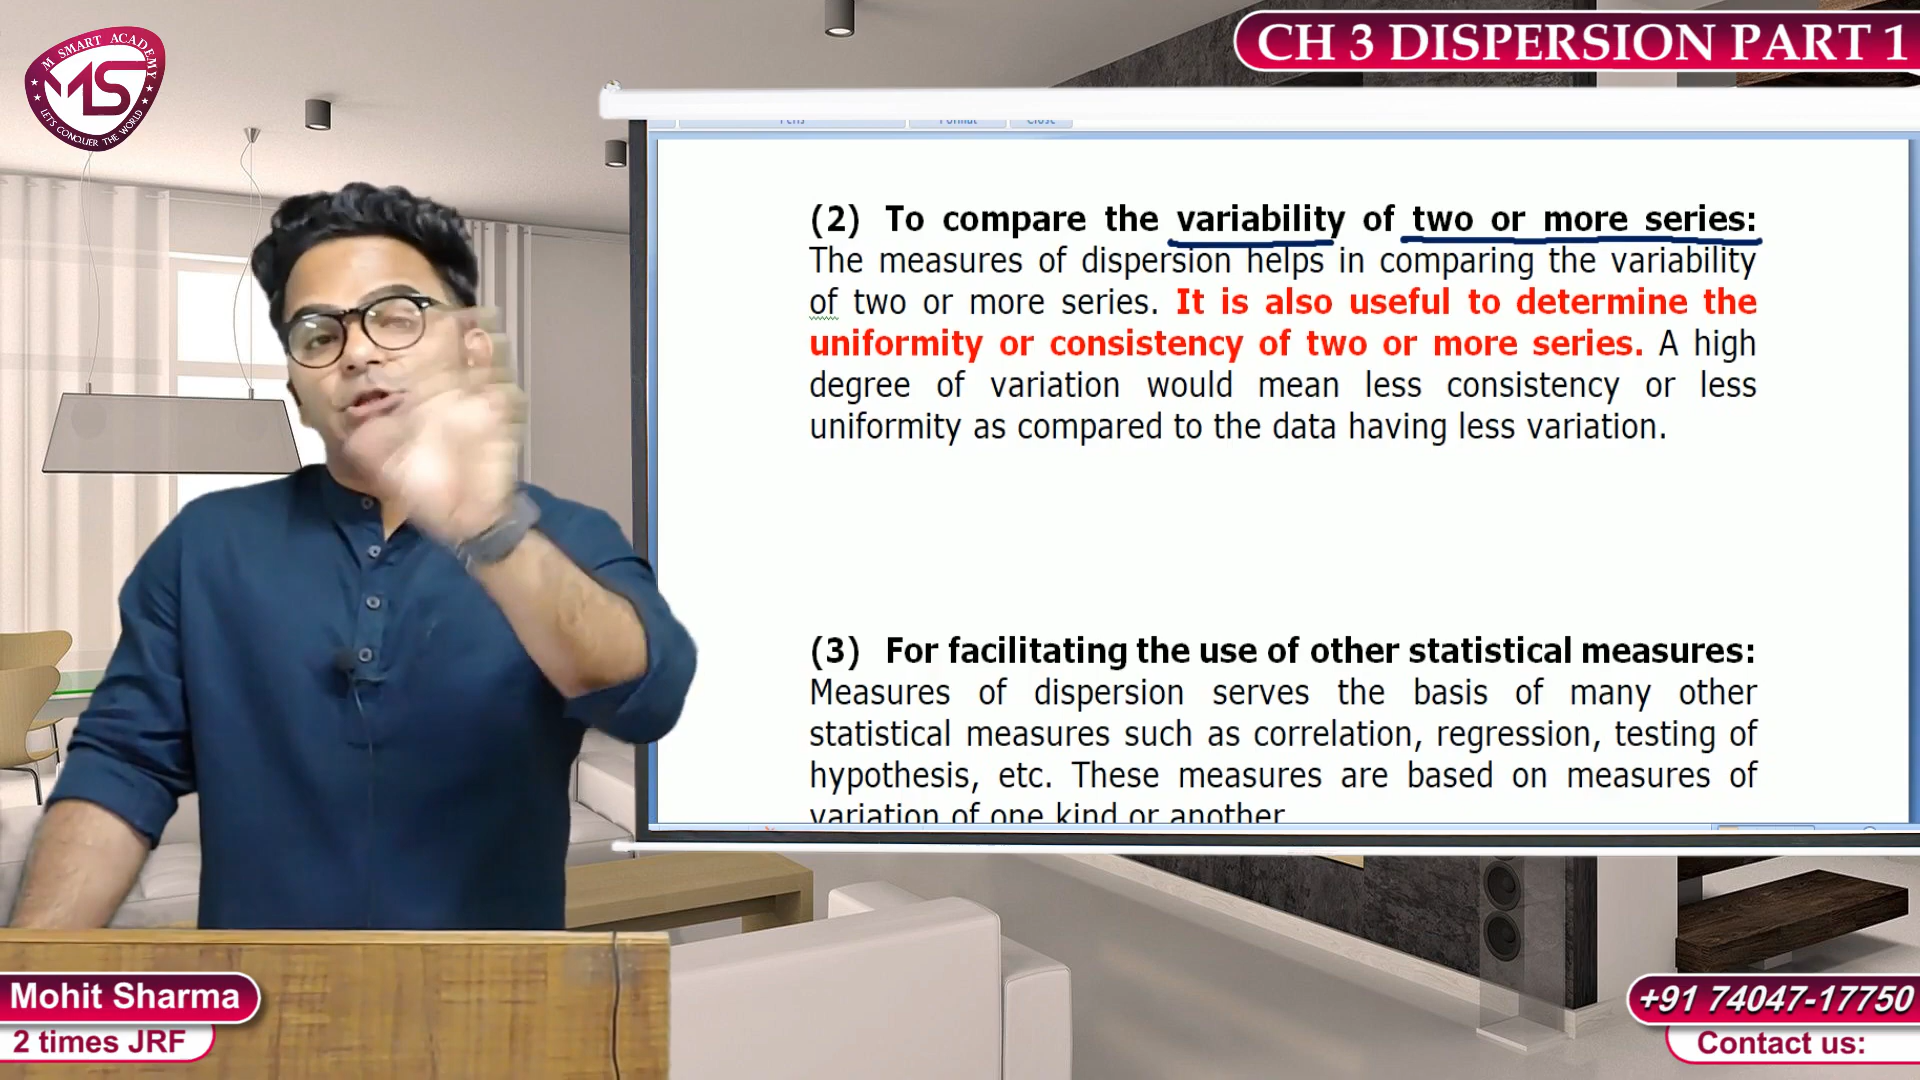 M SMART ACADEMY
MS
LET'S CONQUER THE WORLD
CH 3 DISPERSION PART 1
Pens Format Close
(2) To compare the variability of two or more series:
The measures of dispersion helps in comparing the variability
of two or more series. It is also useful to determine the
uniformity or consistency of two or more series. A high
degree of variation would mean less consistency or less
uniformity as compared to the data having less variation.
(3) For facilitating the use of other statistical measures:
Measures of dispersion serves the basis of many other
statistical measures such as correlation, regression, testing of
hypothesis, etc. These measures are based on measures of
variation of one kind or another
Mohit Sharma
2 times JRF
+91 74047-17750
Contact us: